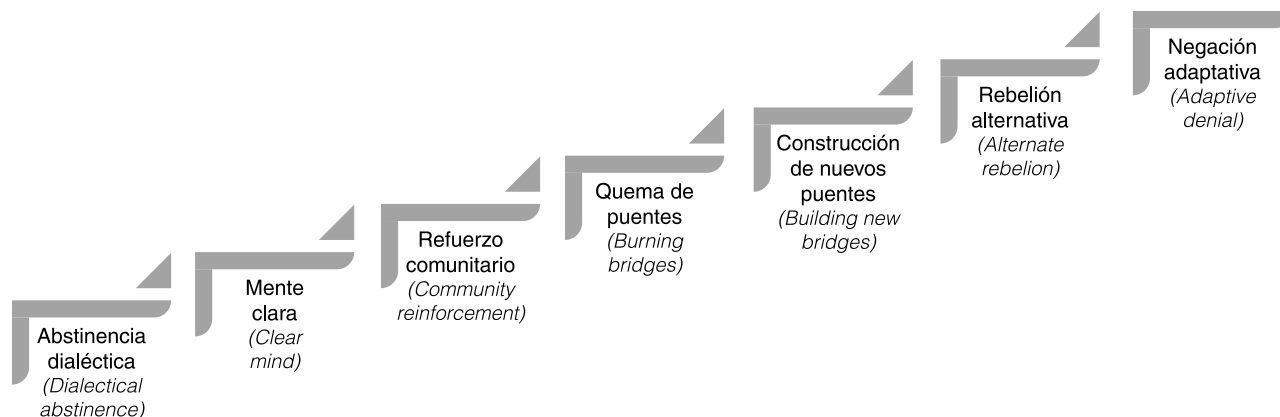 Abstinencia
dialéctica
(Dialectical
abstinence)
Mente
clara
(Clear
mind)
Refuerzo
comunitario
(Community
reinforcement)
Quema de
puentes
(Burning
bridges)
Construcción
de nuevos
puentes
(Building new
bridges)
Rebelión
alternativa
(Alternate
rebelion)
Negación
adaptativa
(Adaptive
denial)